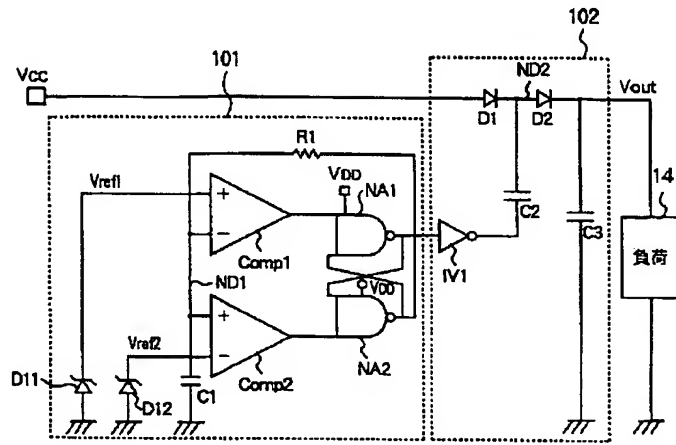 102
101
Vcc
ND2
Vout
D1
D2
R1
VDD
NA1
14
Vref1
+
−
Comp1
C2
C3
負荷
IV1
ND1
VDD
+
−
Comp2
NA2
Vref2
D11
D12
C1